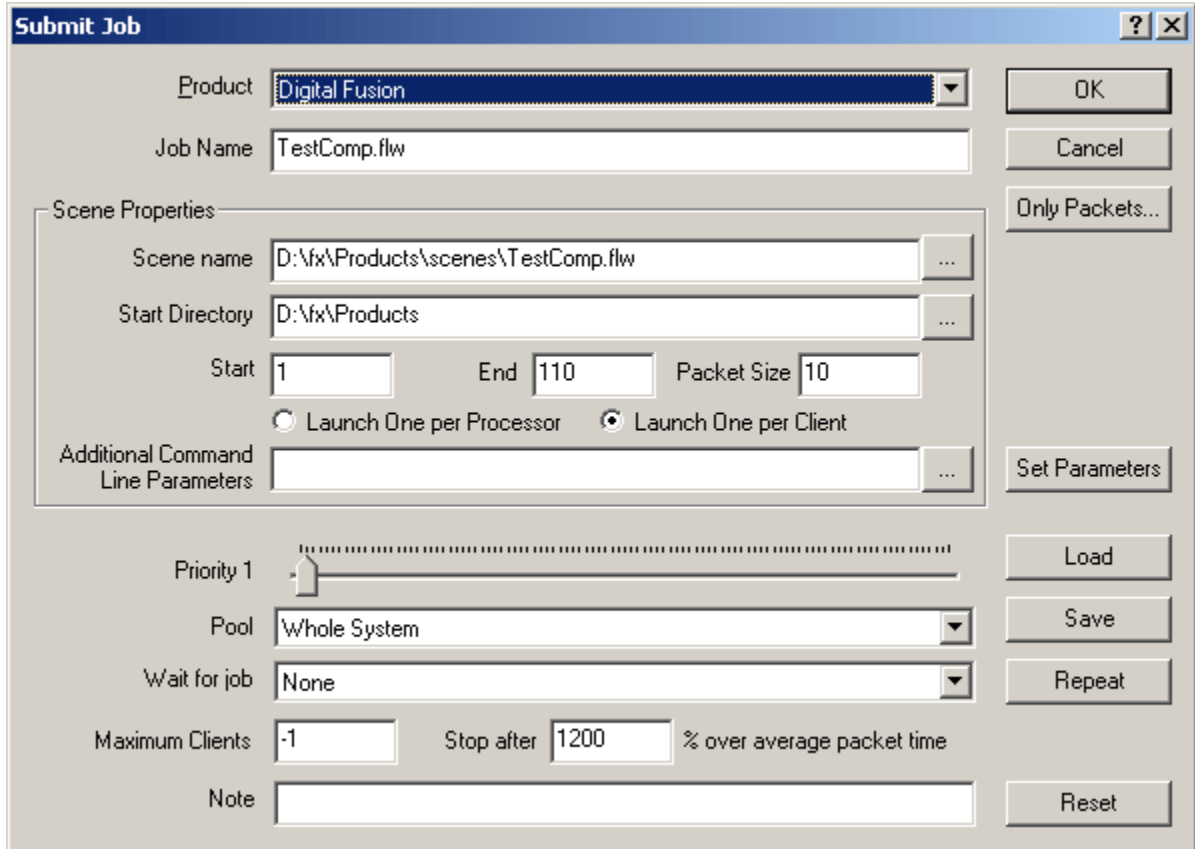 Submit Job
?
Product Digital Fusion OK
Job Name TestComp.flw Cancel
Scene Properties Only Packets...
Scene name D:\fx\Products\scenes\TestComp.flw ...
Start Directory D:\fx\Products ...
Start 1 End 110 Packet Size 10
Launch One per Processor Launch One per Client
Additional Command
Line Parameters ... Set Parameters
Priority 1 Load
Pool Whole System Save
Wait for job None Repeat
Maximum Clients -1 Stop after 1200 % over average packet time
Note Reset